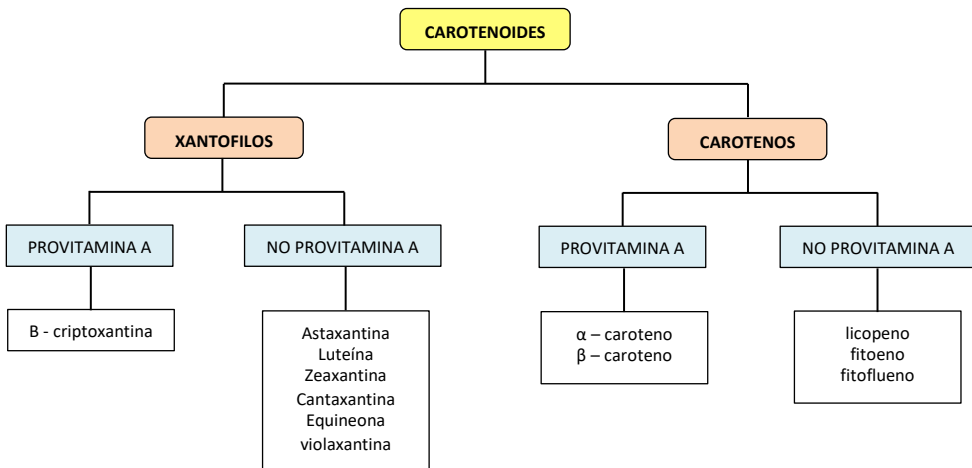 CAROTENOIDES
XANTOFILOS
CAROTENOS
PROVITAMINA A
NO PROVITAMINA A
PROVITAMINA A
NO PROVITAMINA A
B - criptoxantina
Astaxantina
Luteína
Zeaxantina
Cantaxantina
Equineona
violaxantina
α – caroteno
β – caroteno
licopeno
fitoeno
fitoflueno